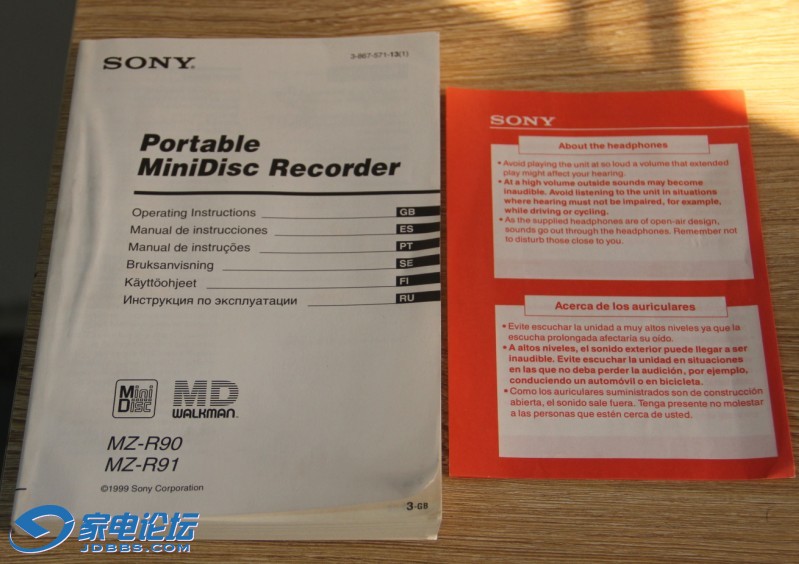 SONY®
3-867-571-13(1)
Portable
MiniDisc Recorder
Operating Instructions GB
Manual de instrucciones ES
Manual de instruções PT
Bruksanvisning SE
Käyttöohjeet FI
Инструкция по эксплуатации RU
Mini
Disc
MD
WALKMAN
MZ-R90
MZ-R91
©1999 Sony Corporation
3-GB
SONY
About the headphones
• Avoid playing the unit at so loud a volume that extended
play might affect your hearing.
• At a high volume outside sounds may become
inaudible. Avoid listening to the unit in situations
where hearing must not be impaired, for example,
while driving or cycling.
• As the supplied headphones are of open-air design,
sounds go out through the headphones. Remember not
to disturb those close to you.
Acerca de los auriculares
• Evite escuchar la unidad a muy altos niveles ya que la
escucha prolongada afectaría su oído.
• A altos niveles, el sonido exterior puede llegar a ser
inaudible. Evite escuchar la unidad en situaciones
en las que no deba perder la audición, por ejemplo,
conduciendo un automóvil o en bicicleta.
• Como los auriculares suministrados son de construcción
abierta, el sonido sale fuera. Tenga presente no molestar
a las personas que estén cerca de usted.
家电论坛
JDBBS.COM